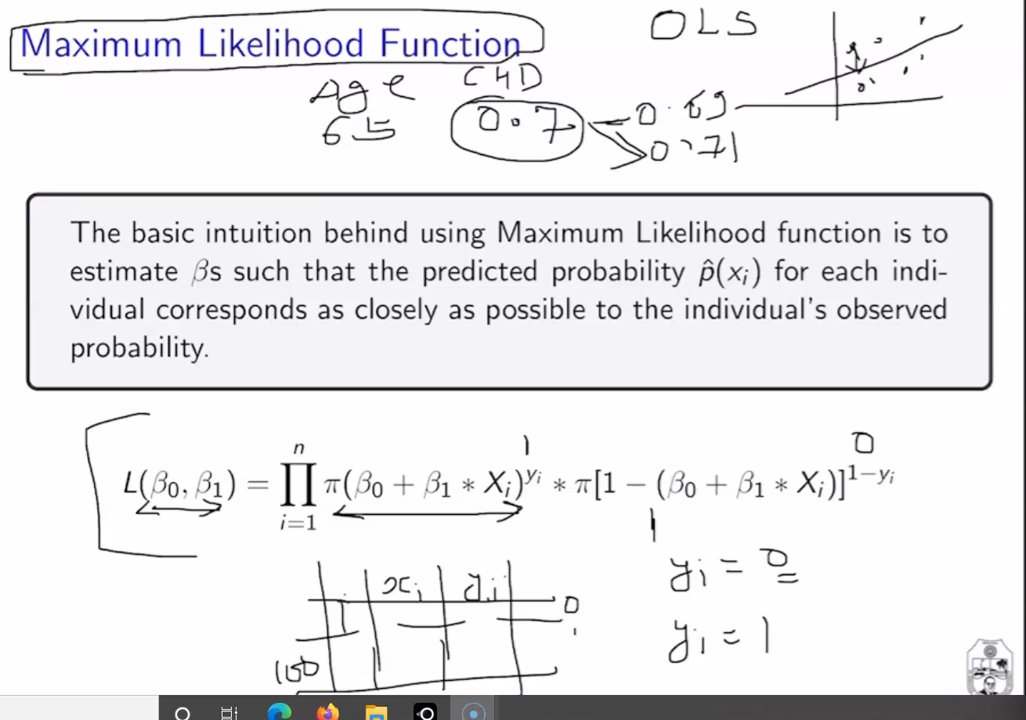 Maximum Likelihood Function
OLS
Age CHD
65 0.7 0.69
0.71
The basic intuition behind using Maximum Likelihood function is to
estimate βs such that the predicted probability p̂(xᵢ) for each indi-
vidual corresponds as closely as possible to the individual's observed
probability.
1 0
L(β₀, β₁) = ∏ⁿᵢ₌₁ π(β₀ + β₁ * Xᵢ)^yᵢ * π[1 − (β₀ + β₁ * Xᵢ)]^1−yᵢ
yᵢ = 0
xᵢ yᵢ
0
yᵢ = 1
100